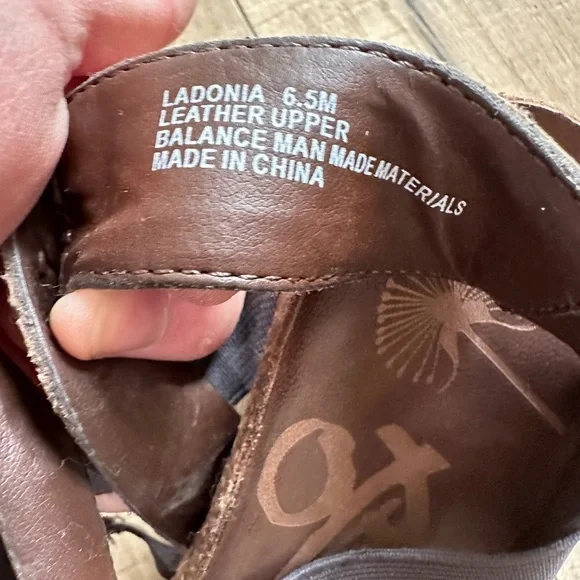 LADONIA 6.5M
LEATHER UPPER
BALANCE MAN MADE MATERIALS
MADE IN CHINA